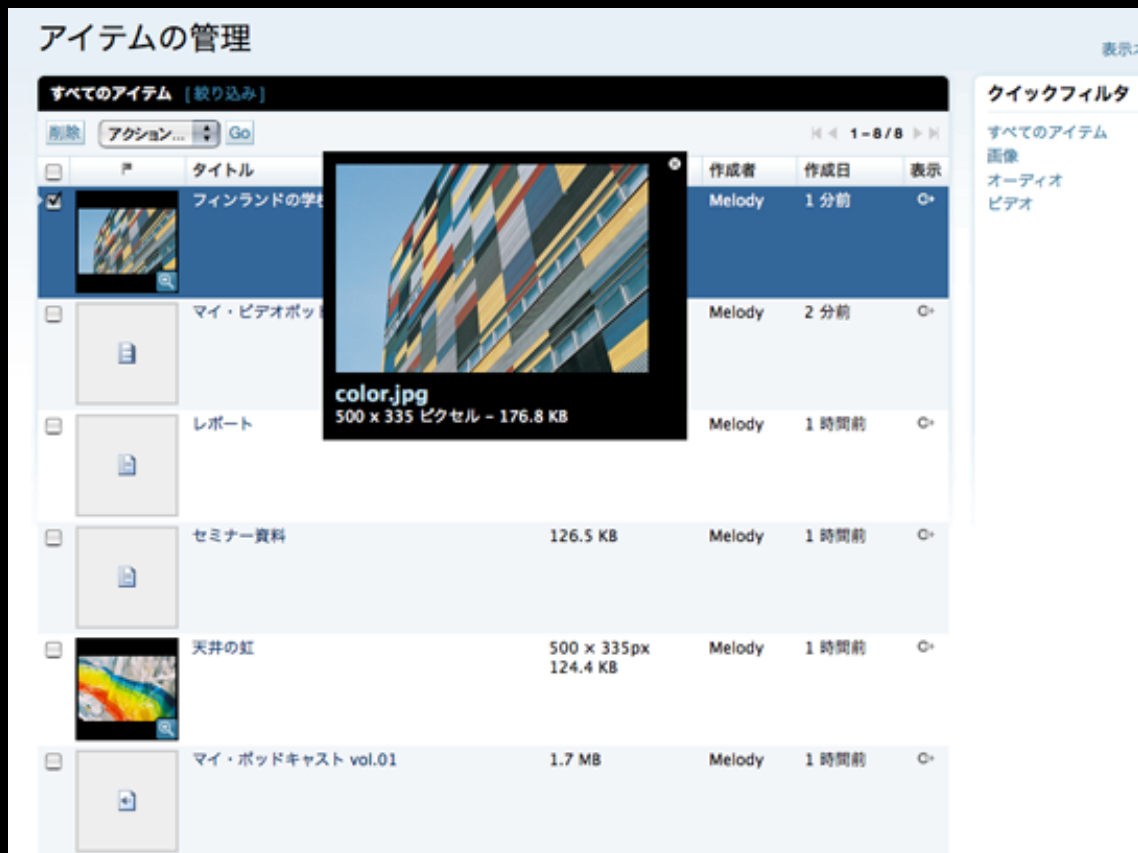 アイテムの管理
表示
すべてのアイテム [絞り込み]
クイックフィルタ
削除 アクション... Go 1-8/8
すべてのアイテム
画像
オーディオ
ビデオ
タイトル 作成者 作成日 表示
フィンランドの学 Melody 1 分前
マイ・ビデオポッ Melody 2 分前
color.jpg
500 x 335 ピクセル – 176.8 KB
レポート Melody 1 時間前
セミナー資料 126.5 KB Melody 1 時間前
天井の虹 500 × 335px Melody 1 時間前
124.4 KB
マイ・ポッドキャスト vol.01 1.7 MB Melody 1 時間前